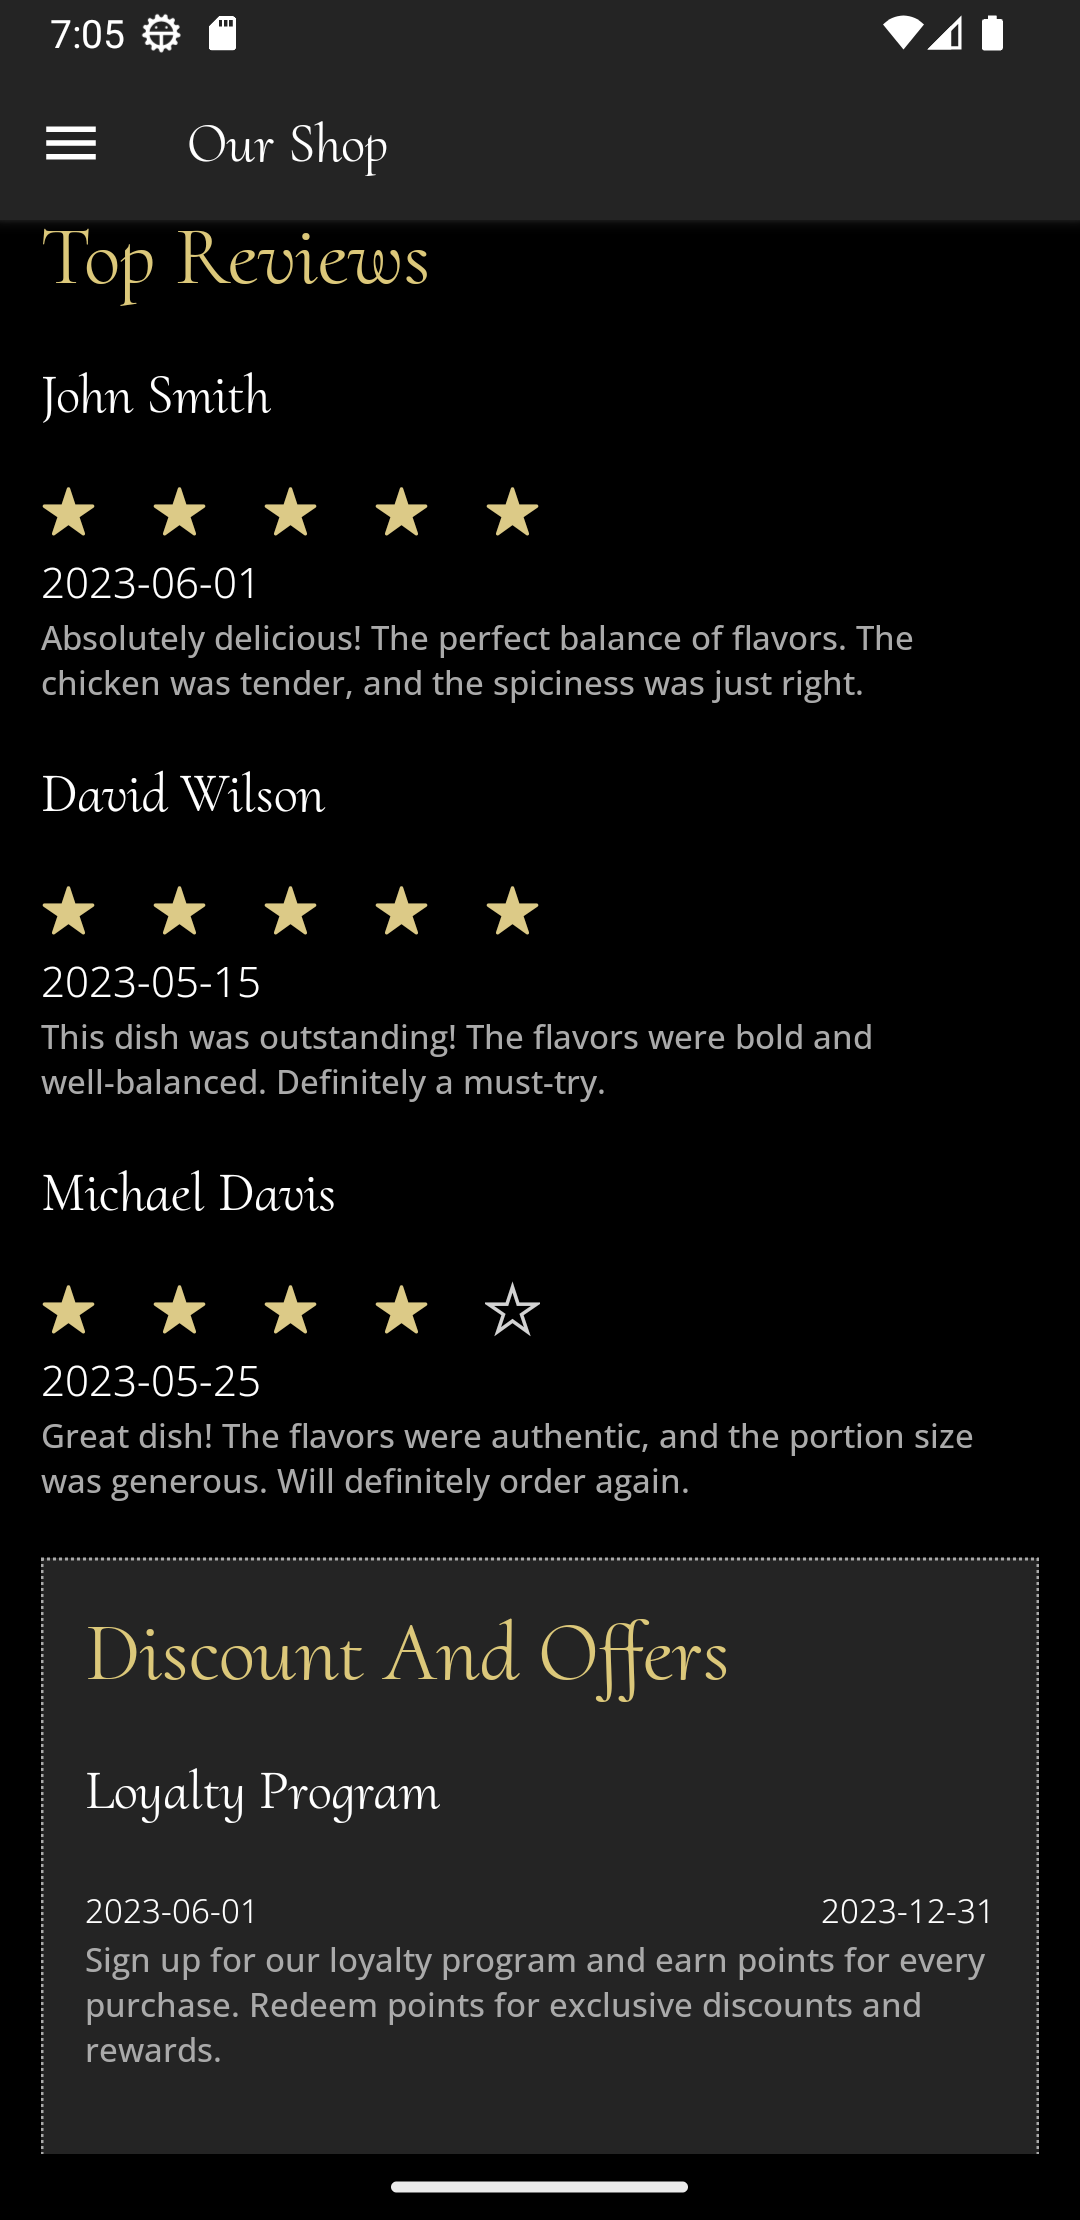 7:05
Our Shop
Top Reviews
John Smith
2023-06-01
Absolutely delicious! The perfect balance of flavors. The
chicken was tender, and the spiciness was just right.
David Wilson
2023-05-15
This dish was outstanding! The flavors were bold and
well-balanced. Definitely a must-try.
Michael Davis
2023-05-25
Great dish! The flavors were authentic, and the portion size
was generous. Will definitely order again.
Discount And Offers
Loyalty Program
2023-06-01 2023-12-31
Sign up for our loyalty program and earn points for every
purchase. Redeem points for exclusive discounts and
rewards.